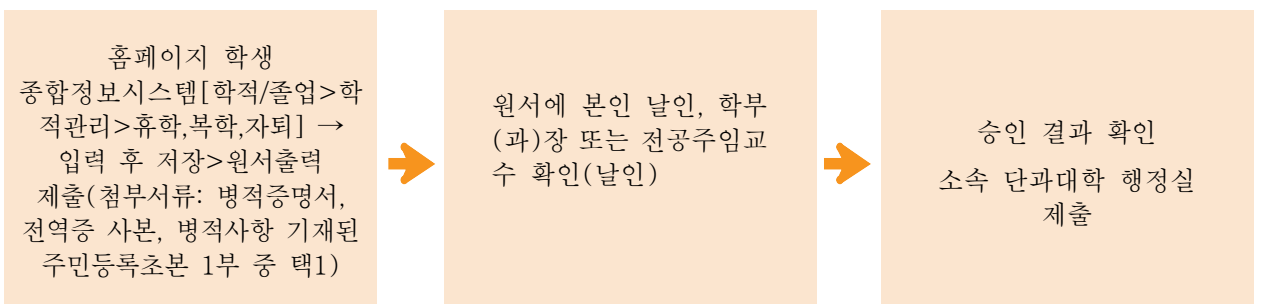 홈페이지 학생
종합정보시스템[학적/졸업>학
적관리>휴학,복학,자퇴] →
입력 후 저장>원서출력
제출(첨부서류: 병적증명서,
전역증 사본, 병적사항 기재된
주민등록초본 1부 중 택1)
원서에 본인 날인, 학부
(과)장 또는 전공주임교
수 확인(날인)
승인 결과 확인
소속 단과대학 행정실
제출